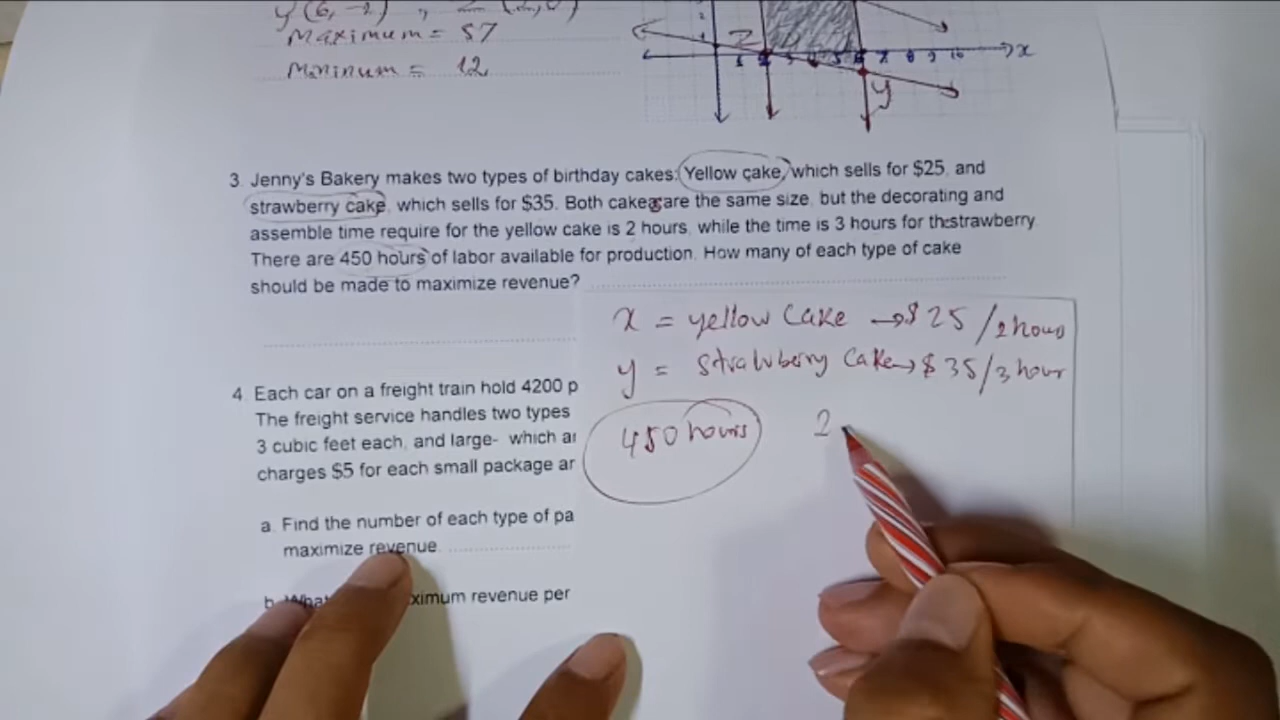 y(6, -2) ,
Maximum = 57
Minimum = 12
Z
y
x
3. Jenny's Bakery makes two types of birthday cakes: Yellow cake, which sells for $25, and
strawberry cake, which sells for $35. Both cakes are the same size, but the decorating and
assemble time require for the yellow cake is 2 hours, while the time is 3 hours for the strawberry.
There are 450 hours of labor available for production. How many of each type of cake
should be made to maximize revenue?
x = yellow Cake → $25 / 2 hours
y = Strawberry Cake → $35 / 3 hour
450 hours
2
4. Each car on a freight train hold 4200 p
The freight service handles two types
3 cubic feet each, and large- which ar
charges $5 for each small package ar
a. Find the number of each type of pa
maximize revenue
b. What ximum revenue per